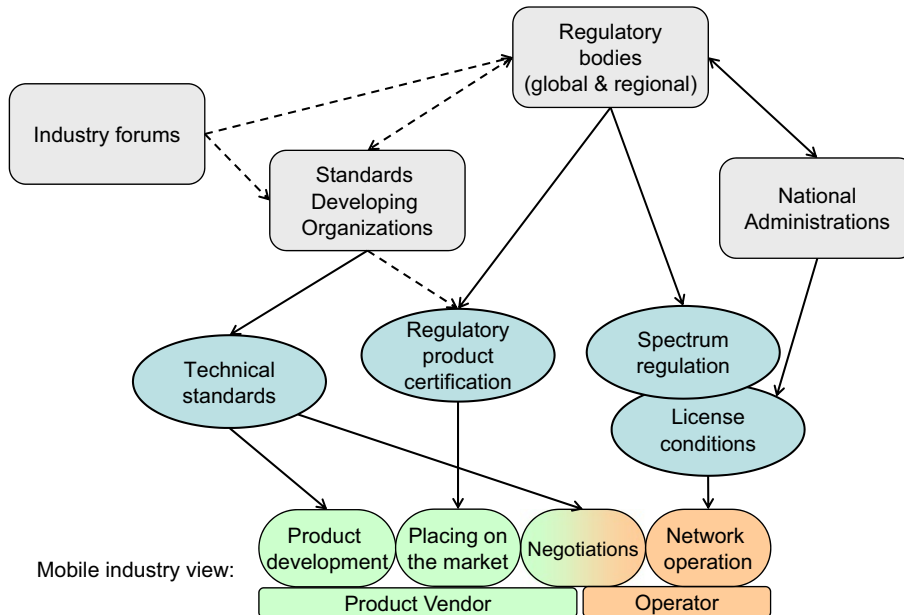 Regulatory
bodies
(global & regional)
Industry forums
Standards
Developing
Organizations
National
Administrations
Regulatory
product
certification
Spectrum
regulation
Technical
standards
License
conditions
Product
development
Placing on
the market
Negotiations
Network
operation
Mobile industry view:
Product Vendor
Operator